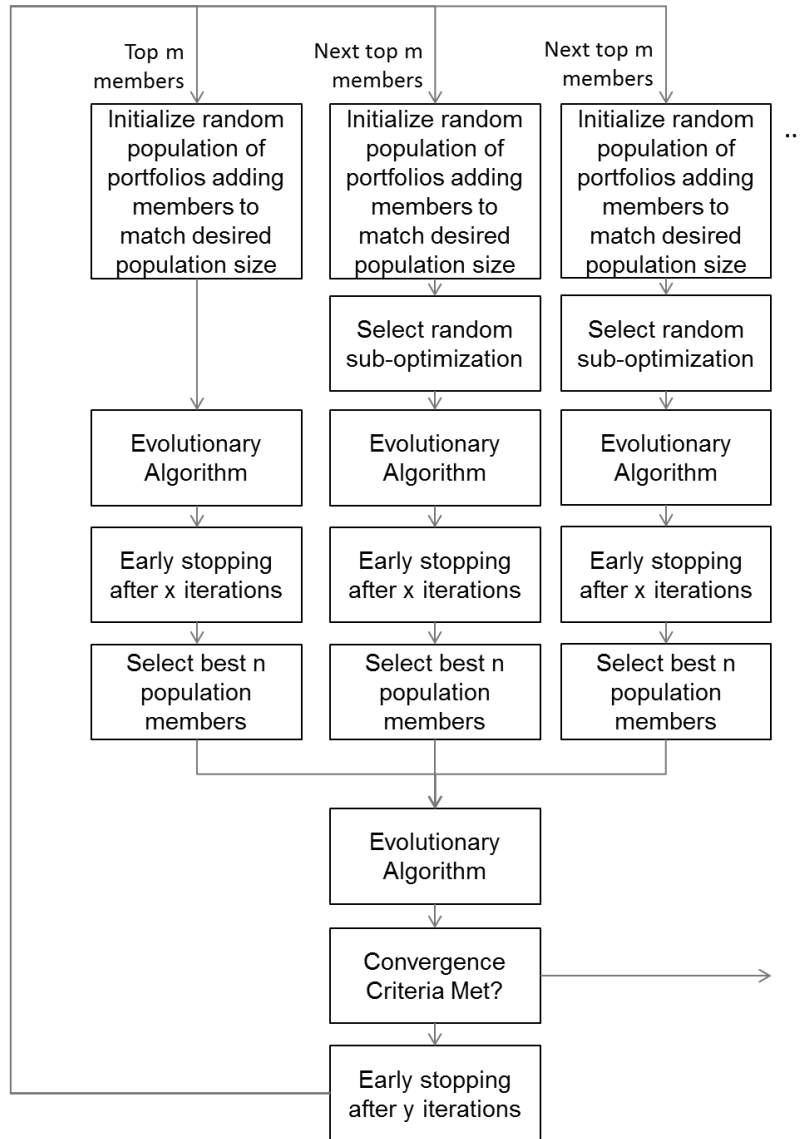 Top m
members
Next top m
members
Next top m
members
Initialize random
population of
portfolios adding
members to
match desired
population size
Initialize random
population of
portfolios adding
members to
match desired
population size
Initialize random
population of
portfolios adding
members to
match desired
population size
...
Select random
sub-optimization
Select random
sub-optimization
Evolutionary
Algorithm
Evolutionary
Algorithm
Evolutionary
Algorithm
Early stopping
after x iterations
Early stopping
after x iterations
Early stopping
after x iterations
Select best n
population
members
Select best n
population
members
Select best n
population
members
Evolutionary
Algorithm
Convergence
Criteria Met?
Early stopping
after y iterations